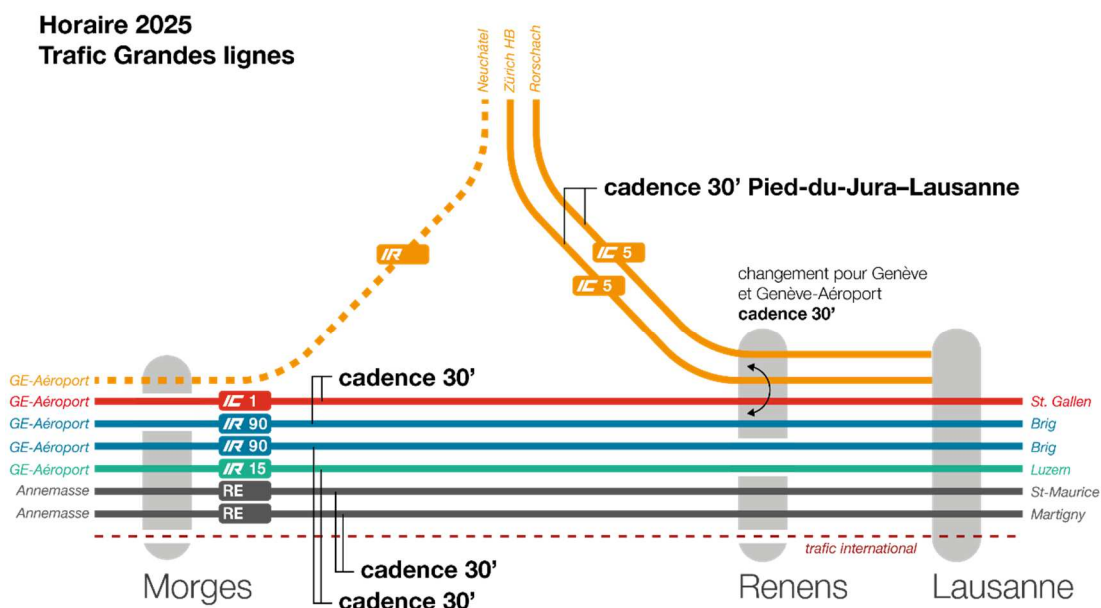 Horaire 2025
Trafic Grandes lignes
Neuchâtel
Zürich HB
Rorschach
cadence 30’ Pied-du-Jura–Lausanne
IR
IC 5
IC 5
changement pour Genève
et Genève-Aéroport
cadence 30’
cadence 30’
GE-Aéroport
GE-Aéroport IC 1 St. Gallen
GE-Aéroport IR 90 Brig
GE-Aéroport IR 90 Brig
GE-Aéroport IR 15 Luzern
Annemasse RE St-Maurice
Annemasse RE Martigny
trafic international
cadence 30’
cadence 30’
Morges Renens Lausanne